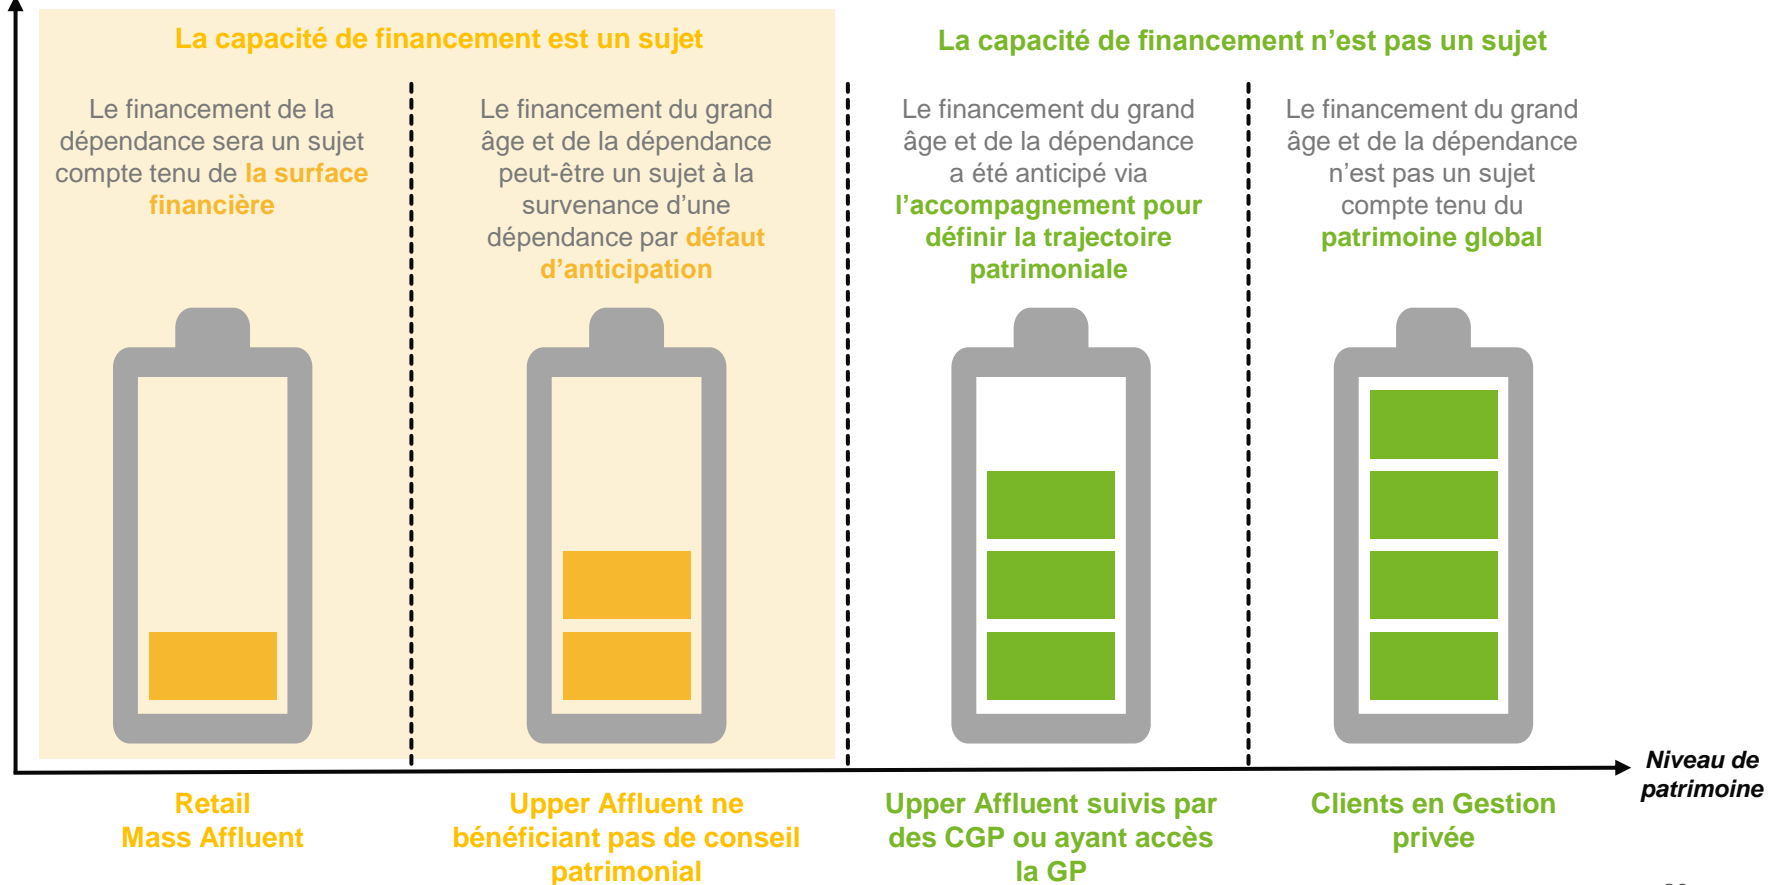 La capacité de financement est un sujet
La capacité de financement n’est pas un sujet
Le financement de la
dépendance sera un sujet
compte tenu de la surface
financière
Le financement du grand
âge et de la dépendance
peut-être un sujet à la
survenance d’une
dépendance par défaut
d’anticipation
Le financement du grand
âge et de la dépendance
a été anticipé via
l’accompagnement pour
définir la trajectoire
patrimoniale
Le financement du grand
âge et de la dépendance
n’est pas un sujet
compte tenu du
patrimoine global
Niveau de
patrimoine
Retail
Mass Affluent
Upper Affluent ne
bénéficiant pas de conseil
patrimonial
Upper Affluent suivis par
des CGP ou ayant accès
la GP
Clients en Gestion
privée